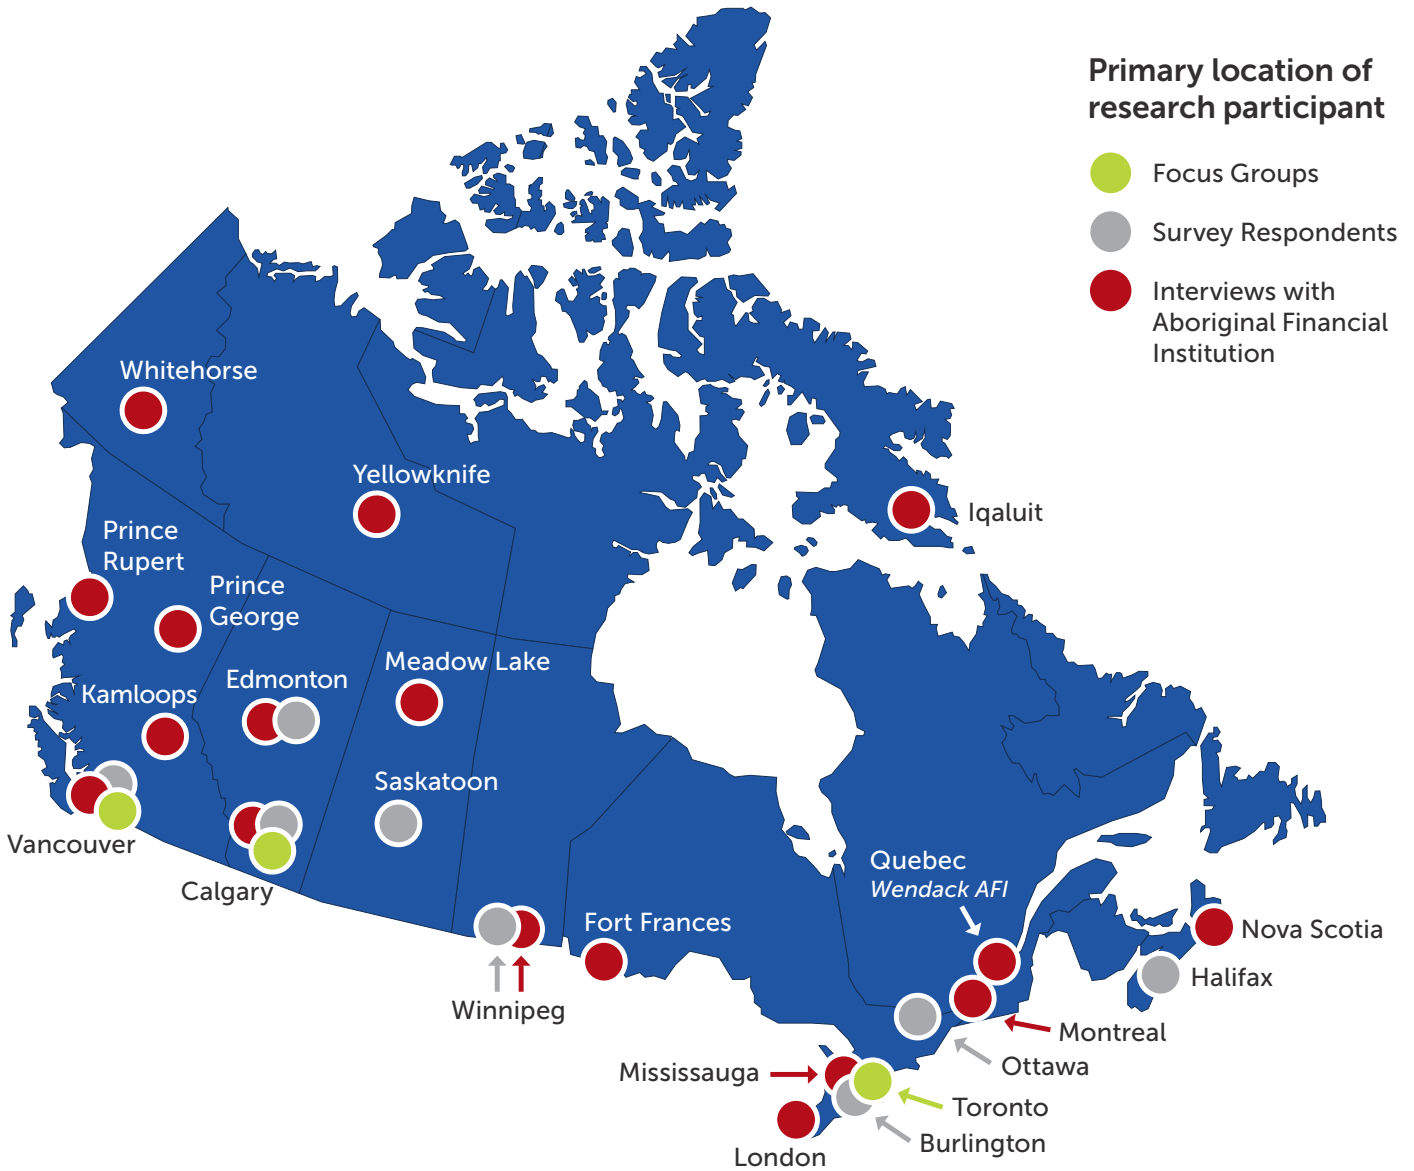 Primary location of
research participant
Focus Groups
Survey Respondents
Interviews with
Aboriginal Financial
Institution
Whitehorse
Yellowknife
Iqaluit
Prince
Rupert
Prince
George
Meadow Lake
Edmonton
Kamloops
Saskatoon
Vancouver
Calgary
Quebec
Wendack AFI
Fort Frances
Nova Scotia
Halifax
Winnipeg
Montreal
Ottawa
Mississauga
Toronto
Burlington
London